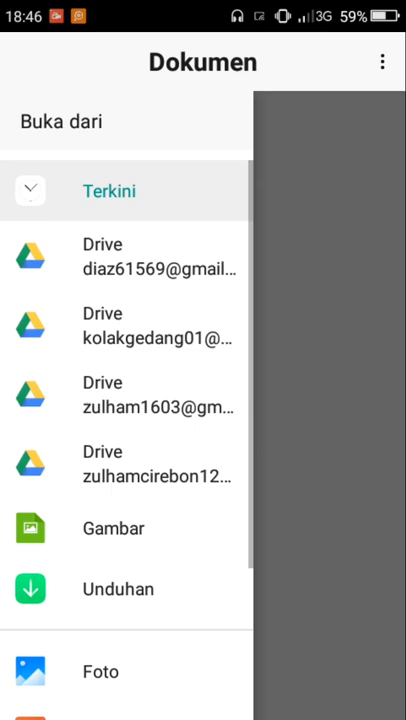 18:46 3G 59%
Dokumen
Buka dari
Terkini
Drive
diaz61569@gmail...
Drive
kolakgedang01@...
Drive
zulham1603@gm...
Drive
zulhamcirebon12...
Gambar
Unduhan
Foto